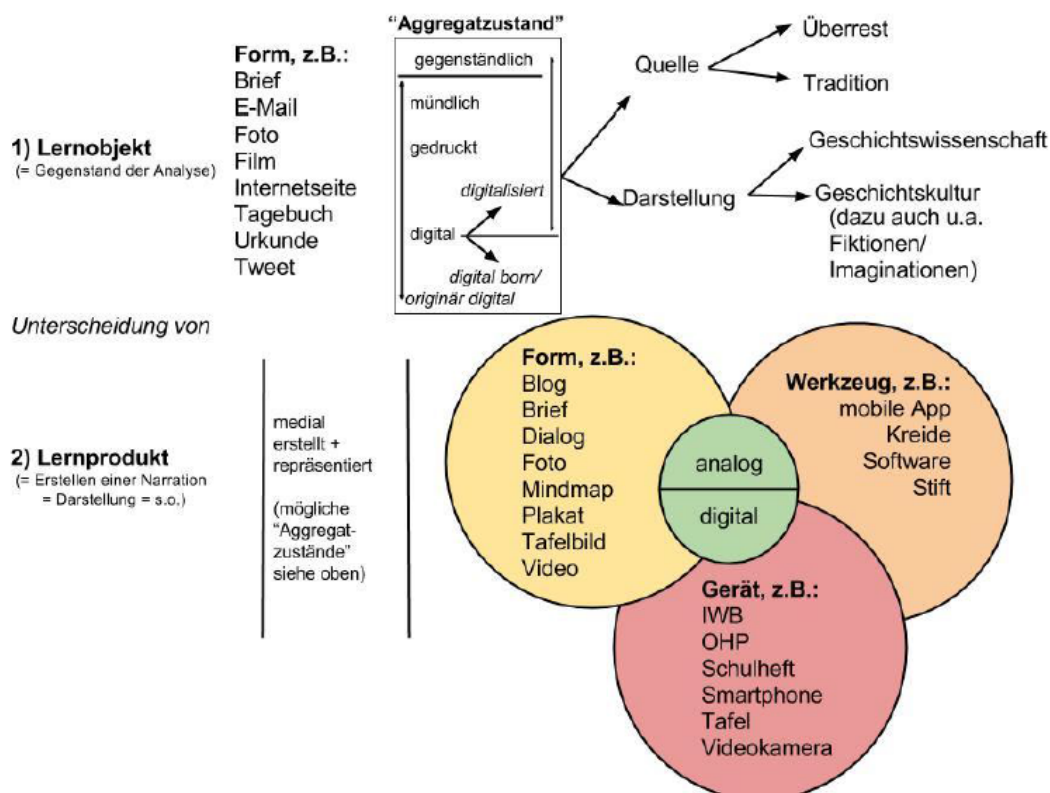 “Aggregatzustand”
Form, z.B.:
Brief
E-Mail
Foto
Film
Internetseite
Tagebuch
Urkunde
Tweet
1) Lernobjekt
(= Gegenstand der Analyse)
gegenständlich
mündlich
gedruckt
digitalisiert
digital
digital born/
originär digital
Quelle
Überrest
Tradition
Darstellung
Geschichtswissenschaft
Geschichtskultur
(dazu auch u.a.
Fiktionen/
Imaginationen)
Unterscheidung von
2) Lernprodukt
(= Erstellen einer Narration
= Darstellung = s.o.)
medial
erstellt +
repräsentiert
(mögliche
“Aggregat-
zustände”
siehe oben)
Form, z.B.:
Blog
Brief
Dialog
Foto
Mindmap
Plakat
Tafelbild
Video
analog
digital
Werkzeug, z.B.:
mobile App
Kreide
Software
Stift
Gerät, z.B.:
IWB
OHP
Schulheft
Smartphone
Tafel
Videokamera